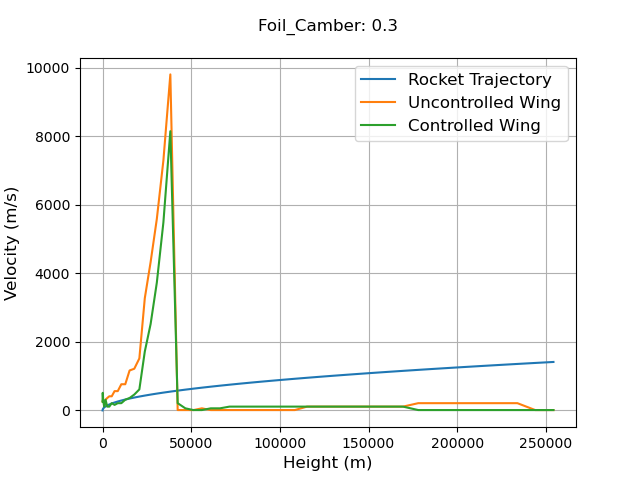 Foil_Camber: 0.3
Rocket Trajectory
Uncontrolled Wing
Controlled Wing
10000
8000
6000
4000
2000
0
Velocity (m/s)
0 50000 100000 150000 200000 250000
Height (m)